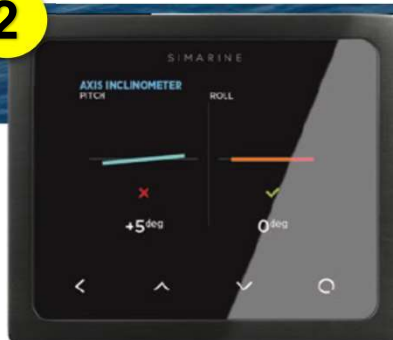 2
SIMARINE
AXIS INCLINOMETER
PITCH ROLL
+5deg 0deg